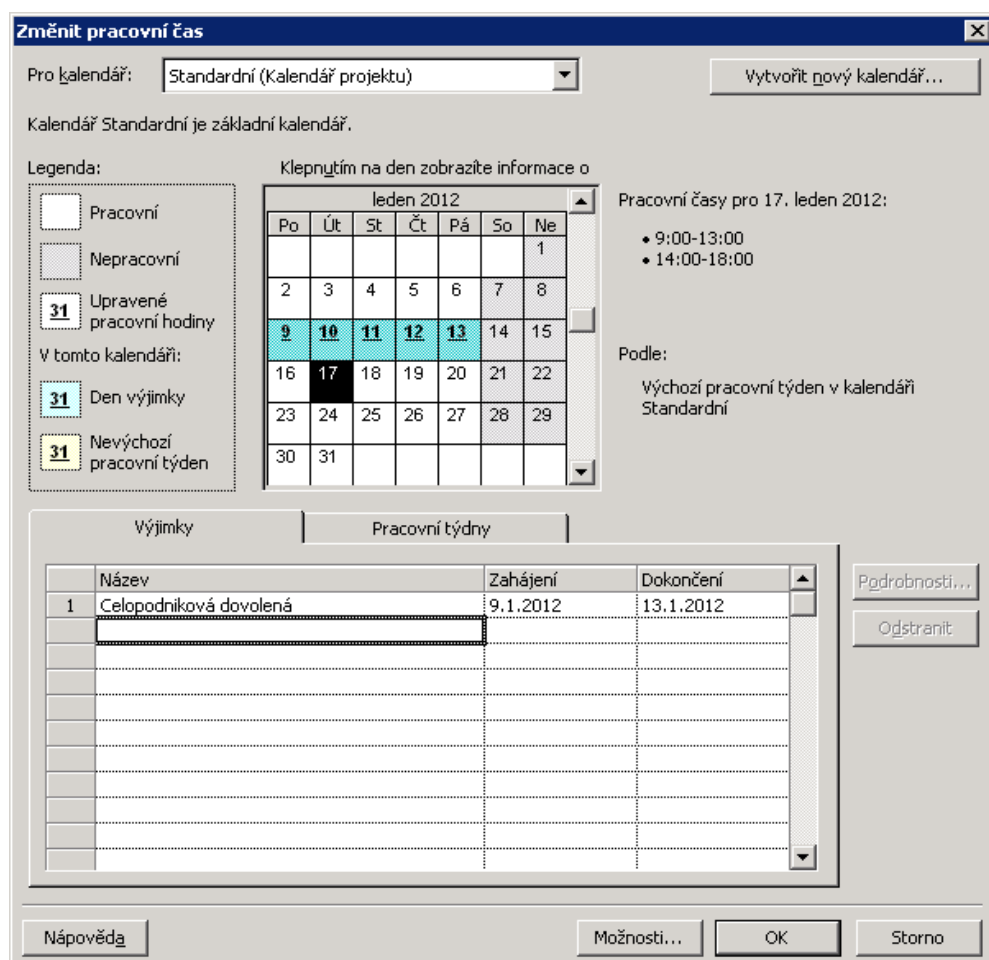 Změnit pracovní čas
Pro kalendář: Standardní (Kalendář projektu) Vytvořit nový kalendář...
Kalendář Standardní je základní kalendář.
Legenda:
Pracovní
Nepracovní
31 Upravené
pracovní hodiny
V tomto kalendáři:
31 Den výjimky
31 Nevýchozí
pracovní týden
Klepnutím na den zobrazíte informace o
leden 2012
Po Út St Čt Pá So Ne
1
2 3 4 5 6 7 8
9 10 11 12 13 14 15
16 17 18 19 20 21 22
23 24 25 26 27 28 29
30 31
Pracovní časy pro 17. leden 2012:
• 9:00-13:00
• 14:00-18:00
Podle:
Výchozí pracovní týden v kalendáři
Standardní
Výjimky Pracovní týdny
Název Zahájení Dokončení
1 Celopodniková dovolená 9.1.2012 13.1.2012
Podrobnosti...
Odstranit
Nápověda Možnosti... OK Storno